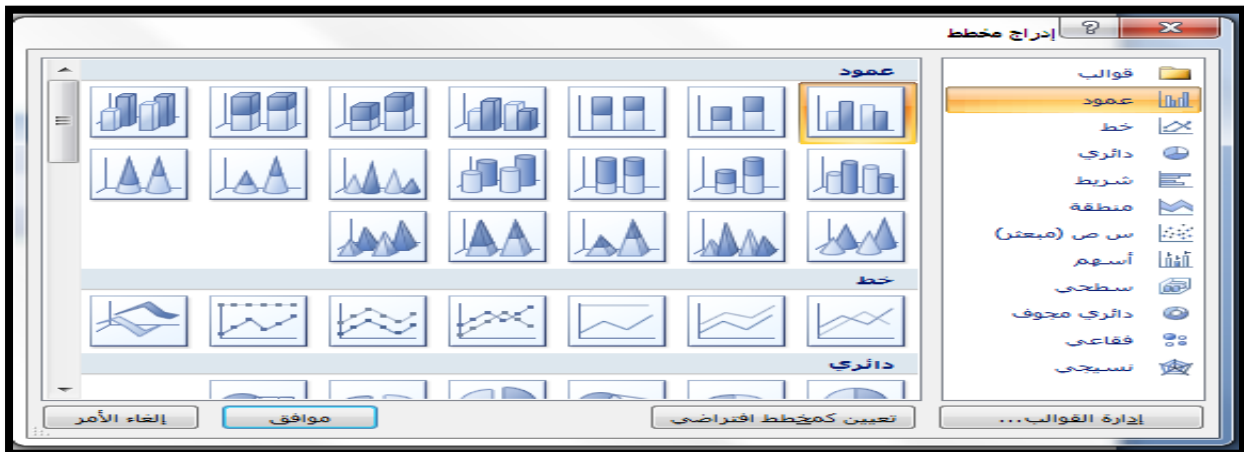 إدراج مخطط
قوالب
عمود
خط
دائري
شريط
منطقة
س ص (مبعثر)
أسهم
سطحي
دائري مجوف
فقاعي
نسيجي
عمود
خط
دائري
إدارة القوالب...
تعيين كمخطط افتراضي
موافق
إلغاء الأمر